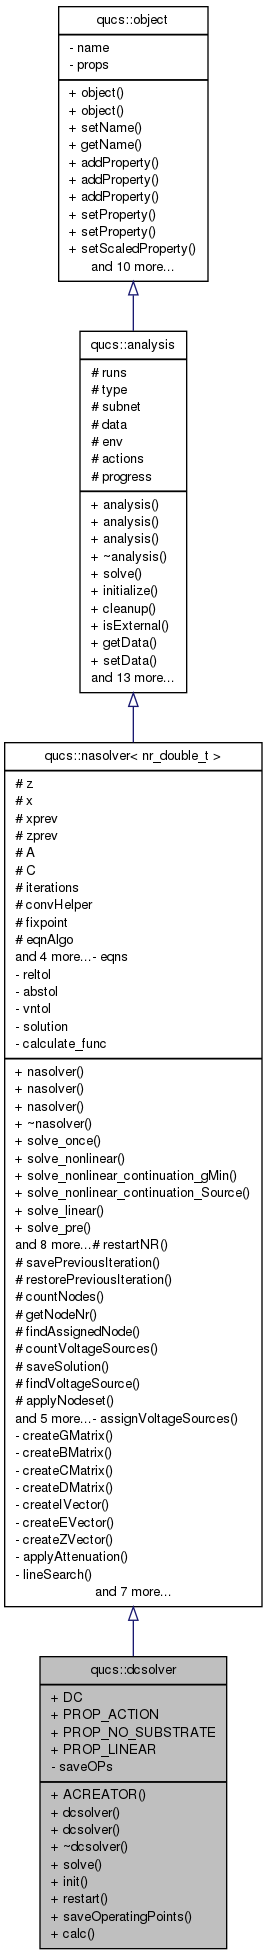 qucs::object
- name
- props
+ object()
+ object()
+ setName()
+ getName()
+ addProperty()
+ addProperty()
+ addProperty()
+ setProperty()
+ setProperty()
+ setScaledProperty()
and 10 more...
qucs::analysis
# runs
# type
# subnet
# data
# env
# actions
# progress
+ analysis()
+ analysis()
+ analysis()
+ ~analysis()
+ solve()
+ initialize()
+ cleanup()
+ isExternal()
+ getData()
+ setData()
and 13 more...
qucs::nasolver< nr_double_t >
# z
# x
# xprev
# zprev
# A
# C
# iterations
# convHelper
# fixpoint
# eqnAlgo
and 4 more...- eqns
- reltol
- abstol
- vntol
- solution
- calculate_func
+ nasolver()
+ nasolver()
+ nasolver()
+ ~nasolver()
+ solve_once()
+ solve_nonlinear()
+ solve_nonlinear_continuation_gMin()
+ solve_nonlinear_continuation_Source()
+ solve_linear()
+ solve_pre()
and 8 more...# restartNR()
# savePreviousIteration()
# restorePreviousIteration()
# countNodes()
# getNodeNr()
# findAssignedNode()
# countVoltageSources()
# saveSolution()
# findVoltageSource()
# applyNodeset()
and 5 more...- assignVoltageSources()
- createGMatrix()
- createBMatrix()
- createCMatrix()
- createDMatrix()
- createIVector()
- createEVector()
- createZVector()
- applyAttenuation()
- lineSearch()
and 7 more...
qucs::dcsolver
+ DC
+ PROP_ACTION
+ PROP_NO_SUBSTRATE
+ PROP_LINEAR
- saveOPs
+ ACREATOR()
+ dcsolver()
+ dcsolver()
+ ~dcsolver()
+ solve()
+ init()
+ restart()
+ saveOperatingPoints()
+ calc()